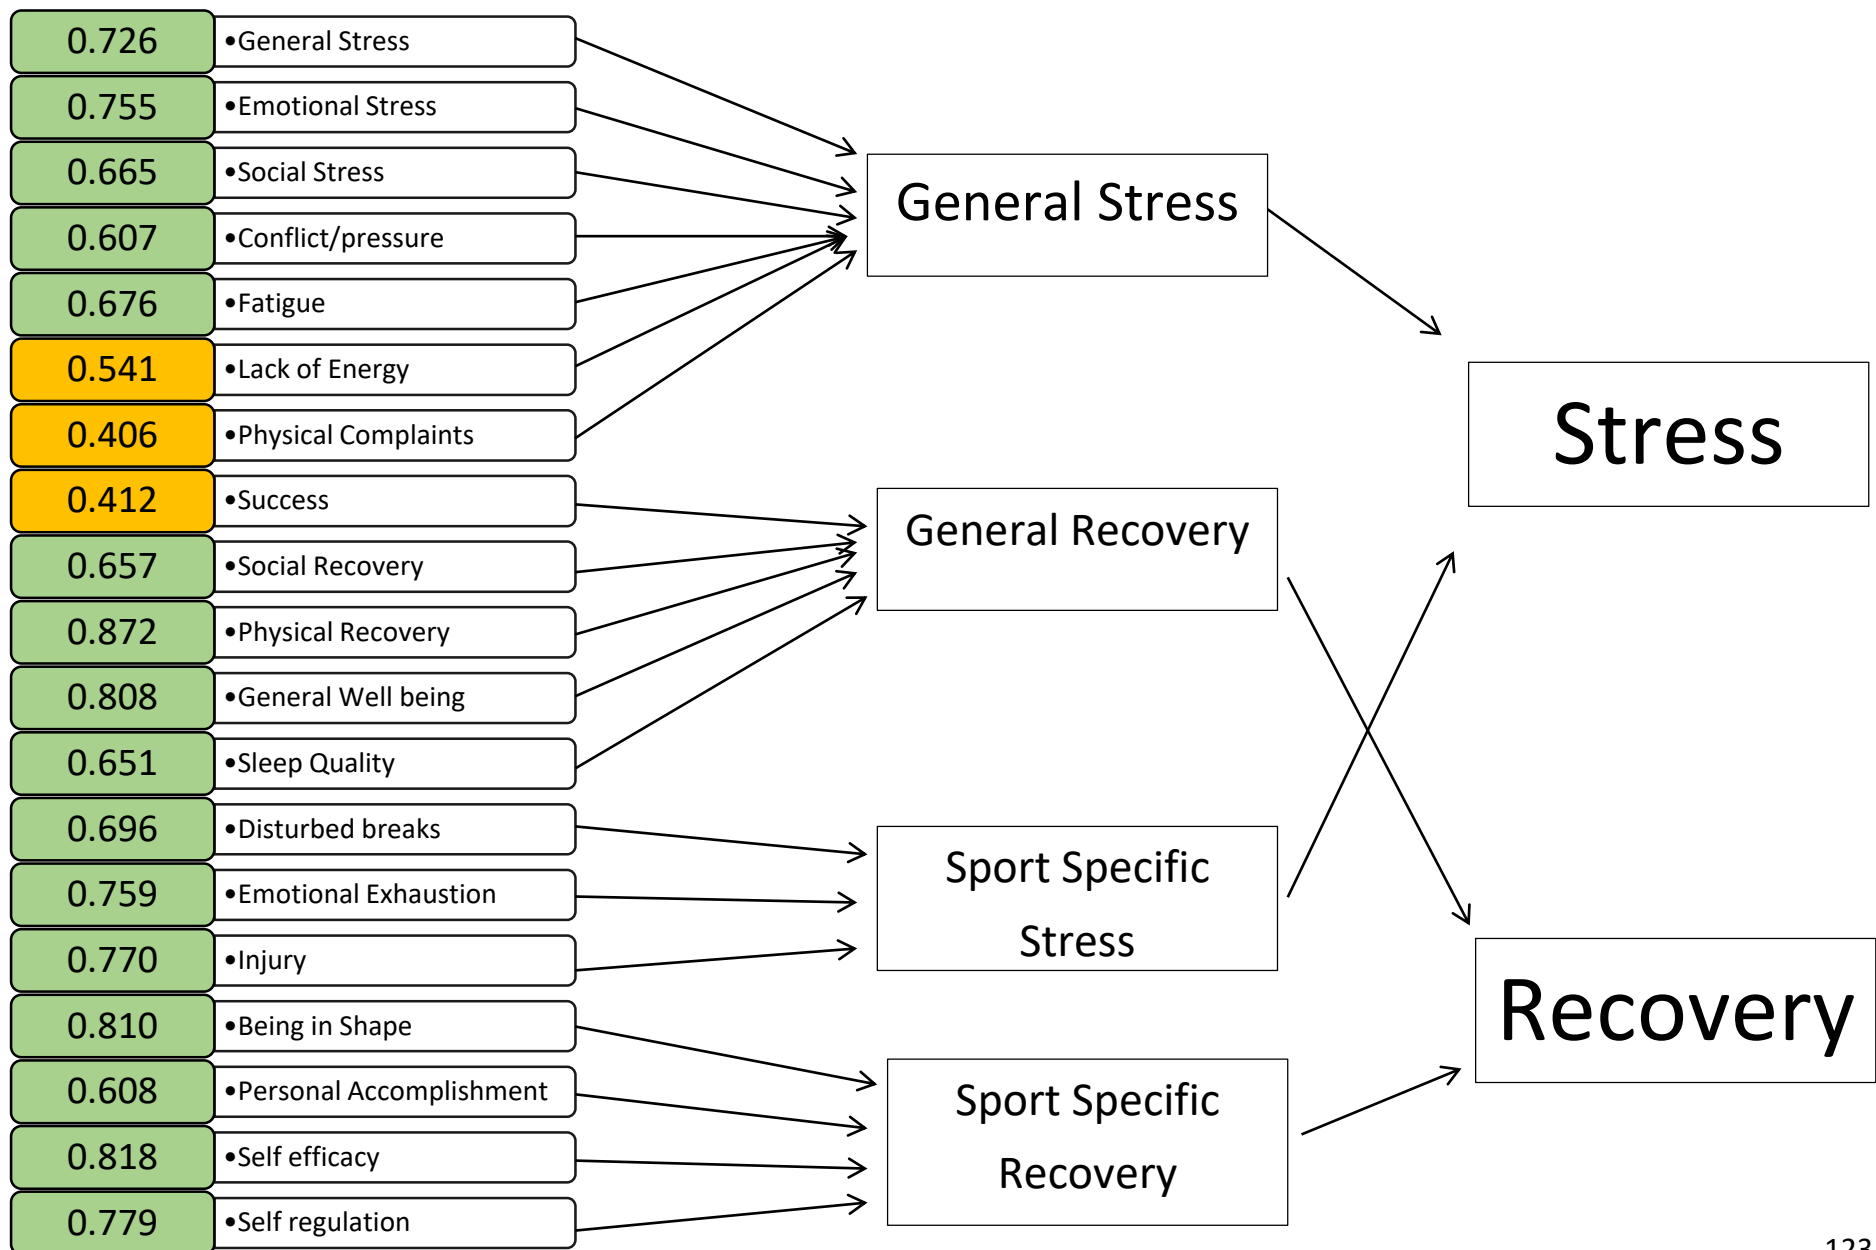 0.726 •General Stress
0.755 •Emotional Stress
0.665 •Social Stress
0.607 •Conflict/pressure
0.676 •Fatigue
0.541 •Lack of Energy
0.406 •Physical Complaints
0.412 •Success
0.657 •Social Recovery
0.872 •Physical Recovery
0.808 •General Well being
0.651 •Sleep Quality
0.696 •Disturbed breaks
0.759 •Emotional Exhaustion
0.770 •Injury
0.810 •Being in Shape
0.608 •Personal Accomplishment
0.818 •Self efficacy
0.779 •Self regulation
General Stress
General Recovery
Sport Specific
Stress
Sport Specific
Recovery
Stress
Recovery
123